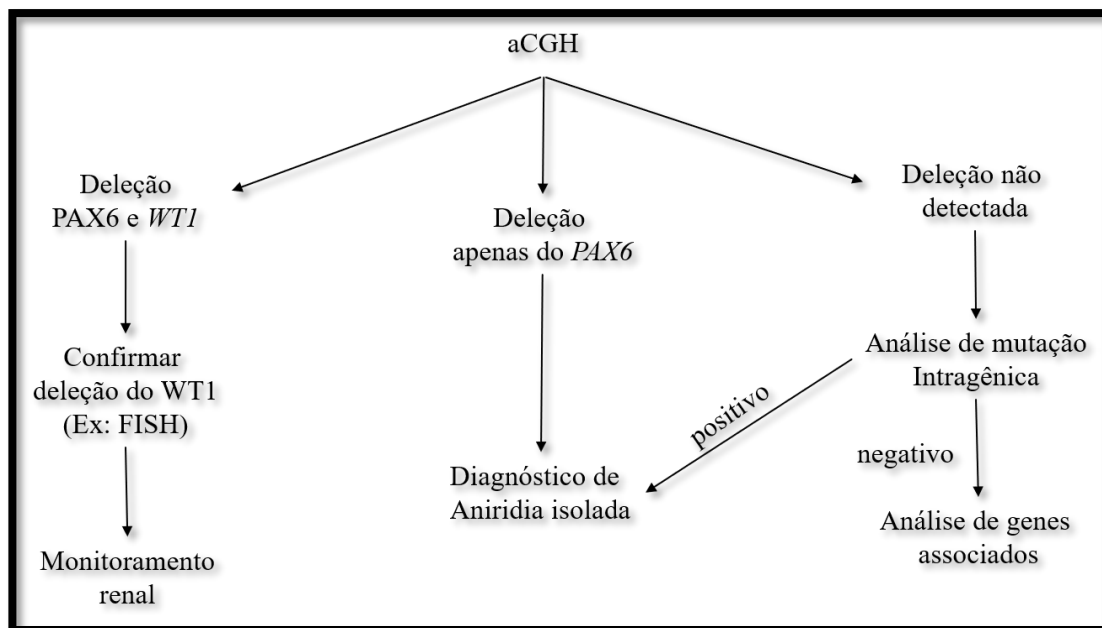 aCGH
Deleção
PAX6 e WT1
Confirmar
deleção do WT1
(Ex: FISH)
Monitoramento
renal
Deleção
apenas do PAX6
Diagnóstico de
Aniridia isolada
Deleção não
detectada
Análise de mutação
Intragênica
positivo
negativo
Análise de genes
associados